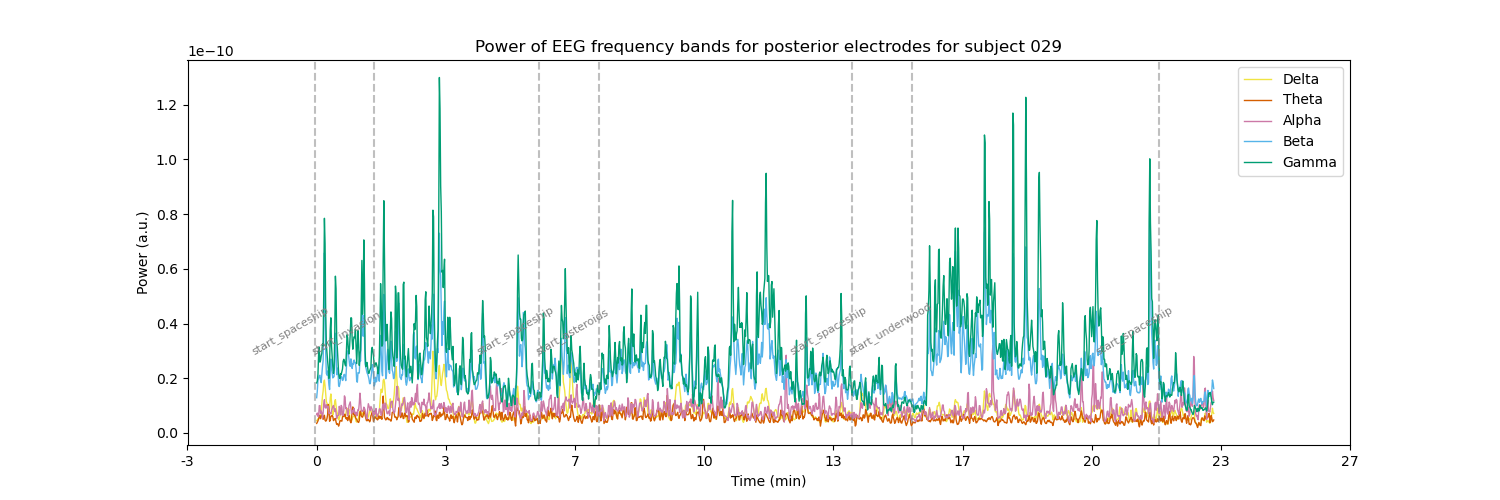 Power of EEG frequency bands for posterior electrodes for subject 029
1e−10
Power (a.u.)
1.2
1.0
0.8
0.6
0.4
0.2
0.0
-3
0
3
7
10
13
17
20
23
27
Time (min)
Delta
Theta
Alpha
Beta
Gamma
start_spaceship
start_invasion
start_spaceship
start_asteroids
start_spaceship
start_underwood
start_spaceship